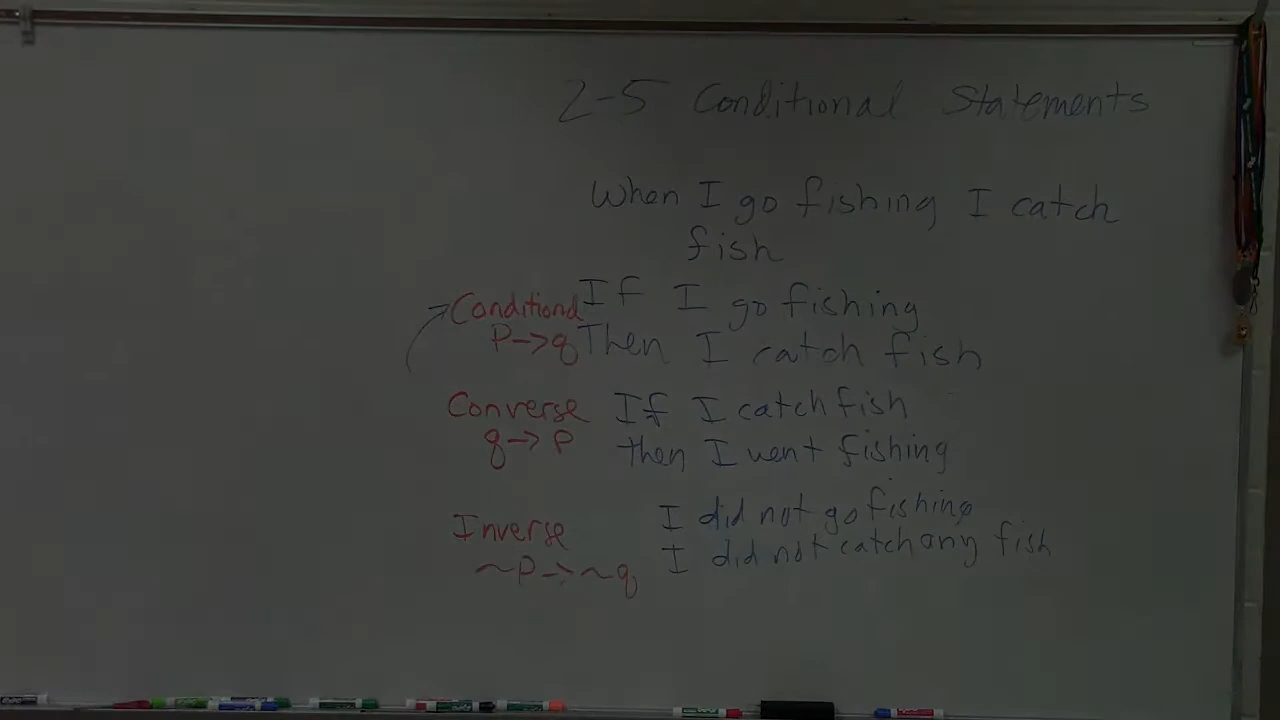 2-5 Conditional Statements
When I go fishing I catch
fish
Conditional If I go fishing
P→q Then I catch fish
Converse If I catch fish
q→P then I went fishing
Inverse I did not go fishing
~P→~q I did not catch any fish